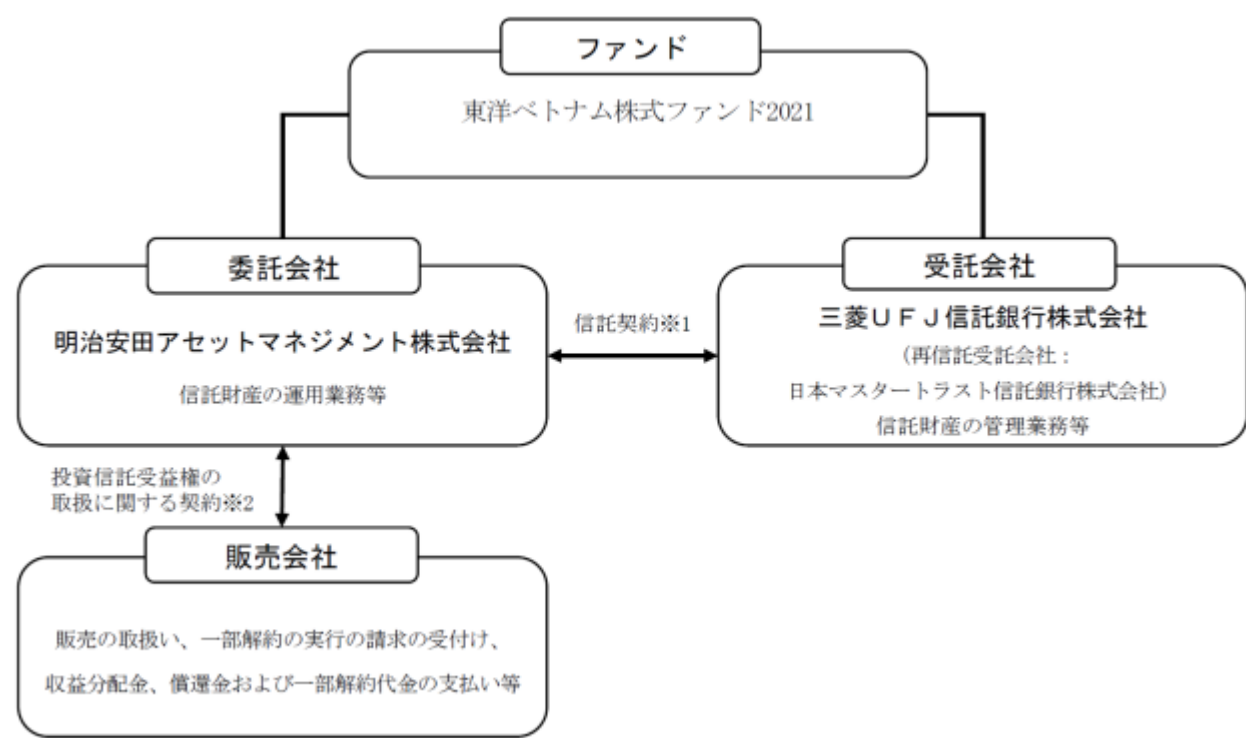 ファンド
東洋ベトナム株式ファンド2021
委託会社
明治安田アセットマネジメント株式会社
信託財産の運用業務等
信託契約※1
受託会社
三菱UFJ信託銀行株式会社
(再信託受託会社:
日本マスタートラスト信託銀行株式会社)
信託財産の管理業務等
投資信託受益権の
取扱に関する契約※2
販売会社
販売の取扱い、一部解約の実行の請求の受付け、
収益分配金、償還金および一部解約代金の支払い等